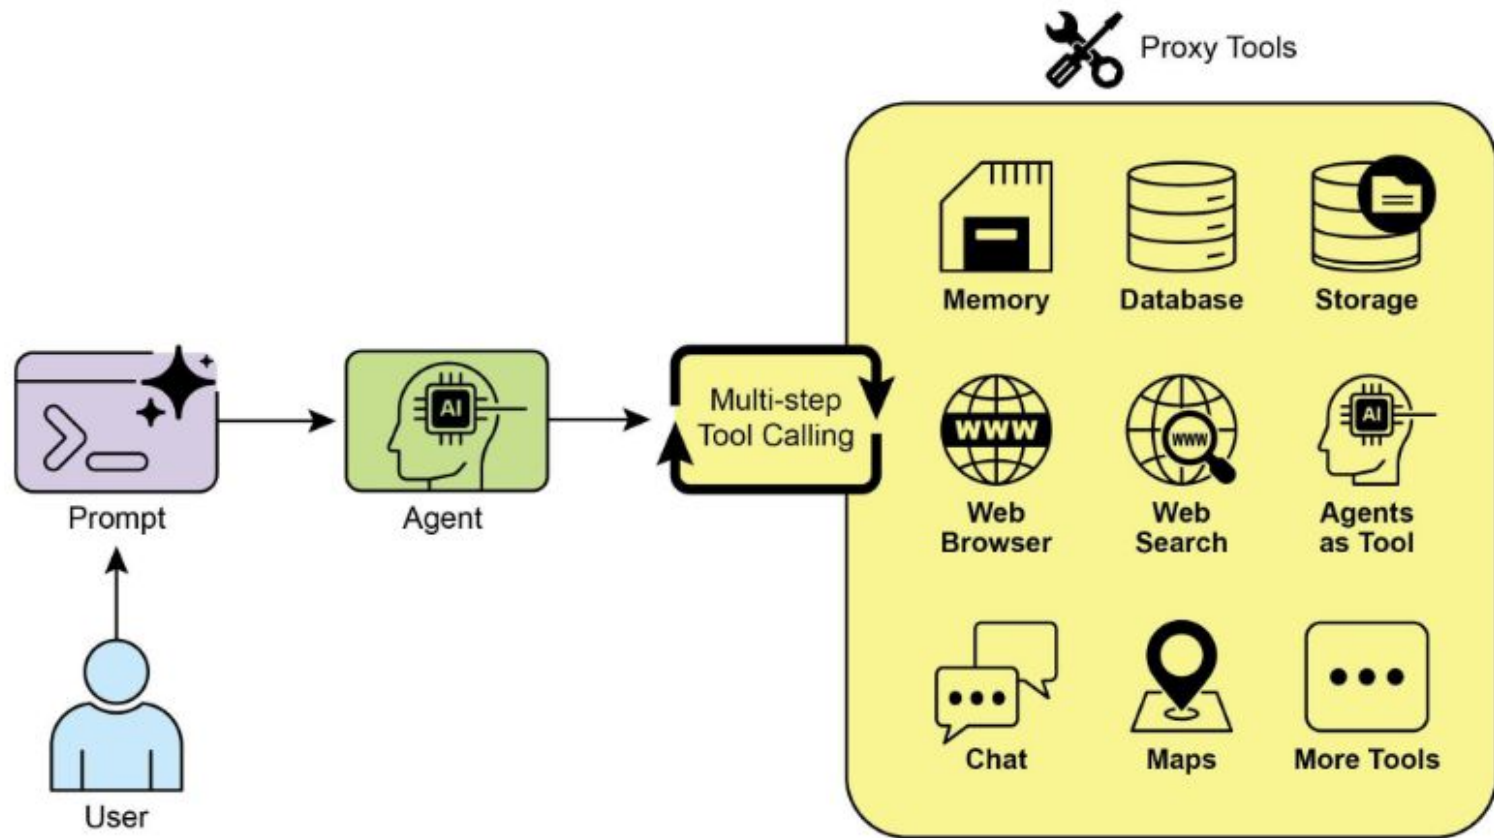 Proxy Tools
Memory
Database
Storage
Multi-step
Tool Calling
AI
Prompt
Agent
WWW
Web
Browser
WWW
Web
Search
AI
Agents
as Tool
Chat
Maps
More Tools
User